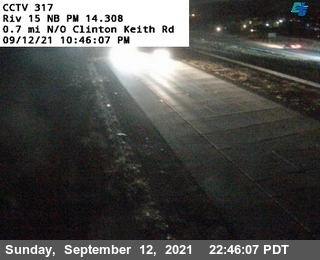 CCTV 317
Riv 15 NB PM 14.308
0.7 mi N/O Clinton Keith Rd
09/12/21 10:46:07 PM
Sunday, September 12, 2021 22:46:07 PDT